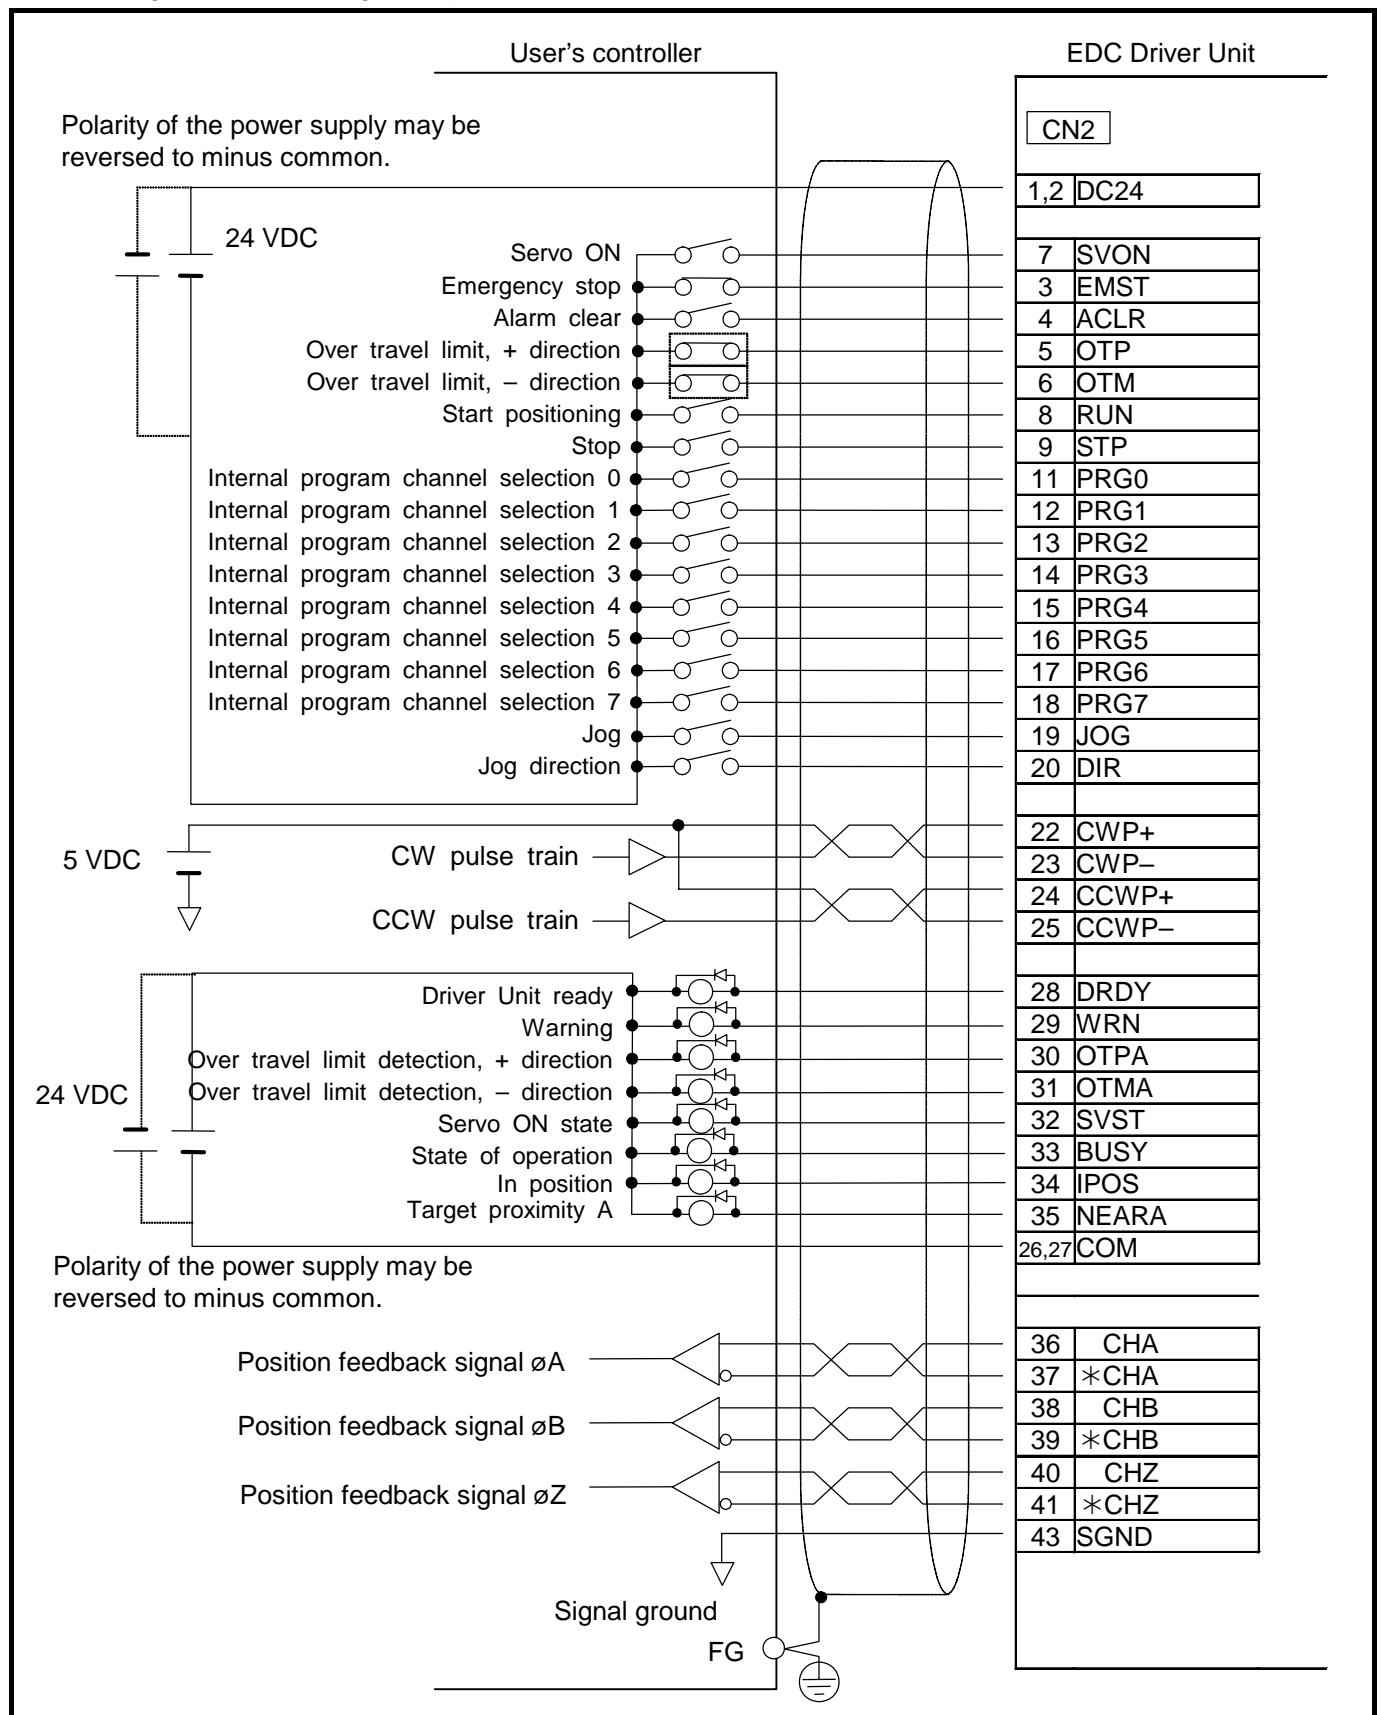 User's controller
EDC Driver Unit
Polarity of the power supply may be
reversed to minus common.
CN2
1,2 DC24
24 VDC
Servo ON 7 SVON
Emergency stop 3 EMST
Alarm clear 4 ACLR
Over travel limit, + direction 5 OTP
Over travel limit, – direction 6 OTM
Start positioning 8 RUN
Stop 9 STP
Internal program channel selection 0 11 PRG0
Internal program channel selection 1 12 PRG1
Internal program channel selection 2 13 PRG2
Internal program channel selection 3 14 PRG3
Internal program channel selection 4 15 PRG4
Internal program channel selection 5 16 PRG5
Internal program channel selection 6 17 PRG6
Internal program channel selection 7 18 PRG7
Jog 19 JOG
Jog direction 20 DIR
22 CWP+
5 VDC CW pulse train 23 CWP–
24 CCWP+
CCW pulse train 25 CCWP–
Driver Unit ready 28 DRDY
Warning 29 WRN
Over travel limit detection, + direction 30 OTPA
24 VDC Over travel limit detection, – direction 31 OTMA
Servo ON state 32 SVST
State of operation 33 BUSY
In position 34 IPOS
Target proximity A 35 NEARA
26,27 COM
Polarity of the power supply may be
reversed to minus common.
36 CHA
Position feedback signal øA
37 *CHA
38 CHB
Position feedback signal øB
39 *CHB
40 CHZ
Position feedback signal øZ
41 *CHZ
43 SGND
Signal ground
FG